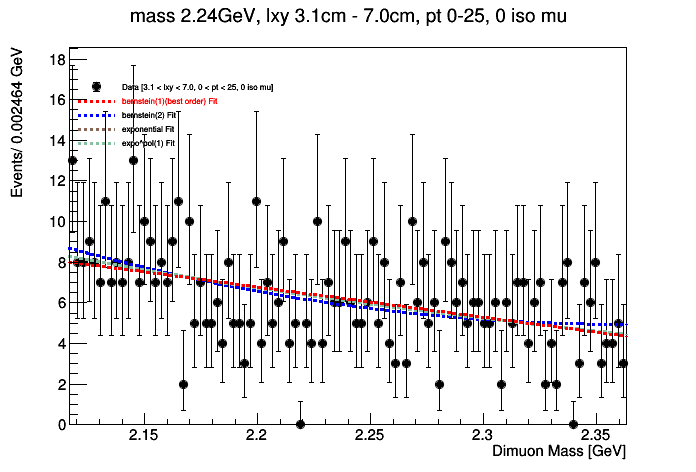 mass 2.24GeV, lxy 3.1cm - 7.0cm, pt 0-25, 0 iso mu
Events/ 0.002464 GeV
18
16
14
12
10
8
6
4
2
0
Data [3.1 < lxy < 7.0, 0 < pt < 25, 0 iso mu]
bernstein(1)(best order) Fit
bernstein(2) Fit
exponential Fit
expo*pol(1) Fit
2.15 2.2 2.25 2.3 2.35
Dimuon Mass [GeV]